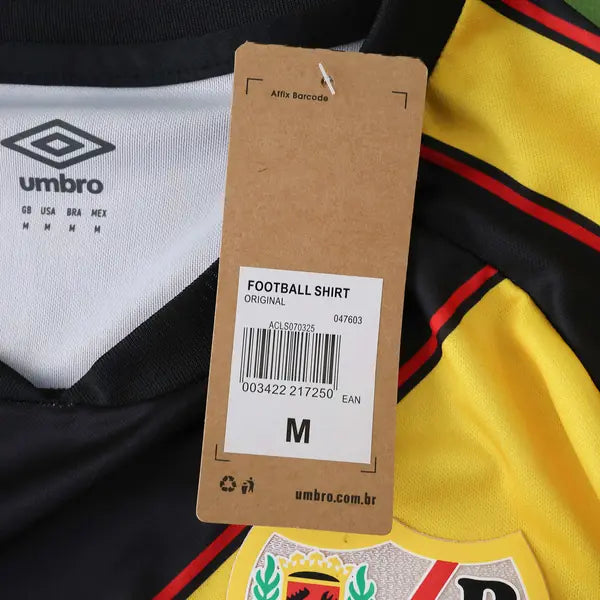 Affix Barcode
umbro
GB USA BRA MEX
M M M M
FOOTBALL SHIRT
ORIGINAL
047603
ACLS070325
003422 217250
EAN
M
umbro.com.br
R